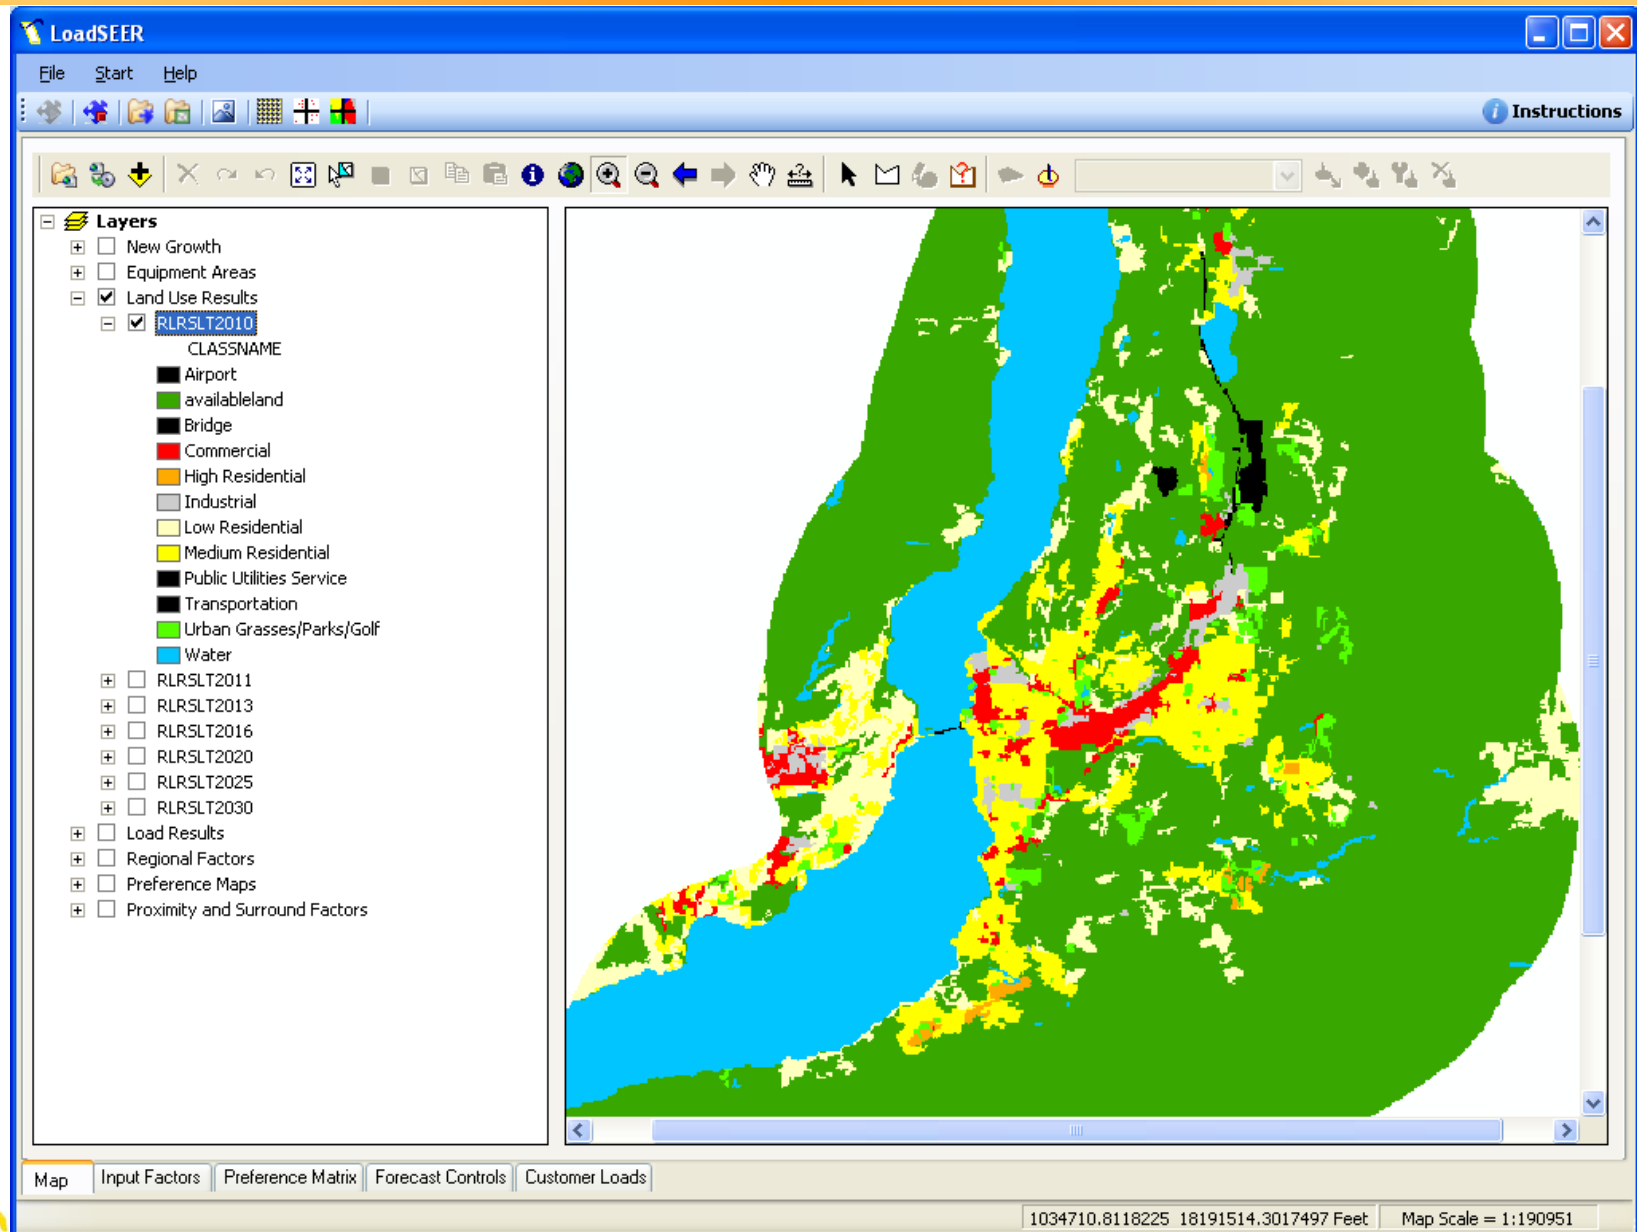 LoadSEER
File Start Help
Instructions
Layers
New Growth
Equipment Areas
Land Use Results
RLRSLT2010
CLASSNAME
Airport
availableland
Bridge
Commercial
High Residential
Industrial
Low Residential
Medium Residential
Public Utilities Service
Transportation
Urban Grasses/Parks/Golf
Water
RLRSLT2011
RLRSLT2013
RLRSLT2016
RLRSLT2020
RLRSLT2025
RLRSLT2030
Load Results
Regional Factors
Preference Maps
Proximity and Surround Factors
Map Input Factors Preference Matrix Forecast Controls Customer Loads
1034710.8118225 18191514.3017497 Feet Map Scale = 1:190951